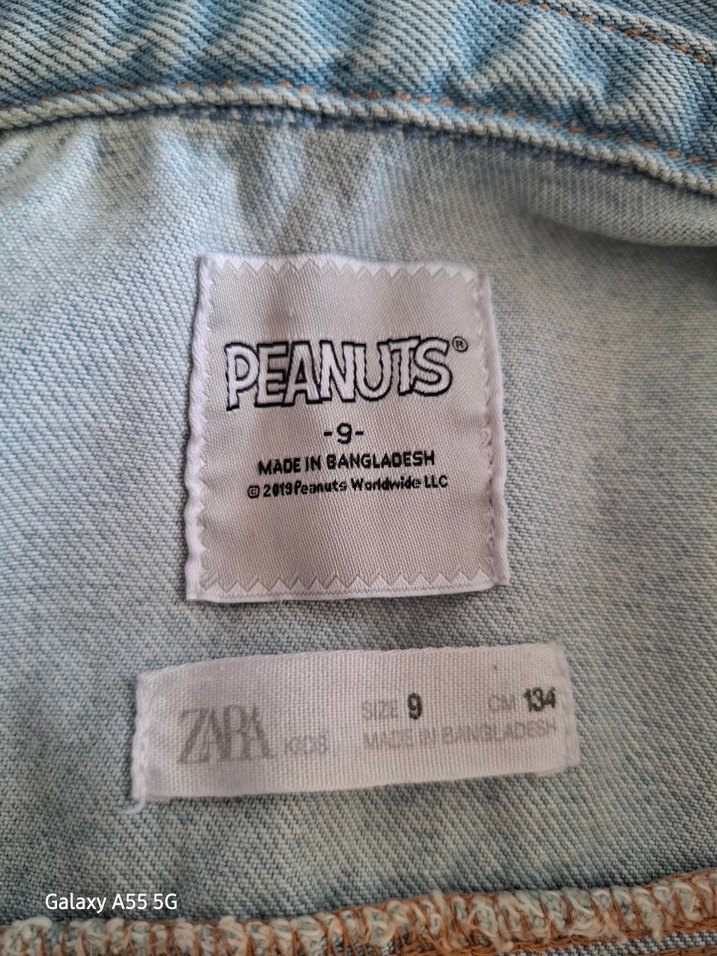 PEANUTS®
-9-
MADE IN BANGLADESH
© 2019 Peanuts Worldwide LLC
ZARA KIDS SIZE 9 CM 134
MADE IN BANGLADESH
Galaxy A55 5G